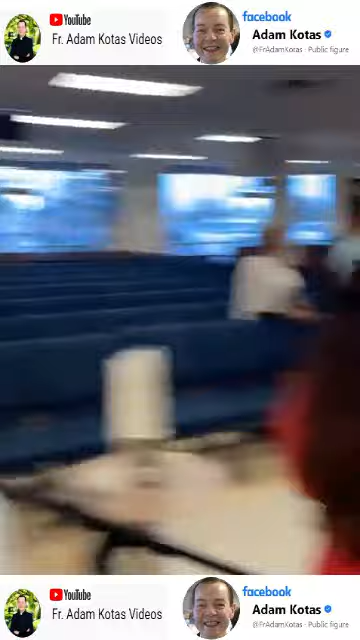 YouTube
Fr. Adam Kotas Videos
facebook
Adam Kotas
@FrAdamKotas · Public figure
YouTube
Fr. Adam Kotas Videos
facebook
Adam Kotas
@FrAdamKotas · Public figure